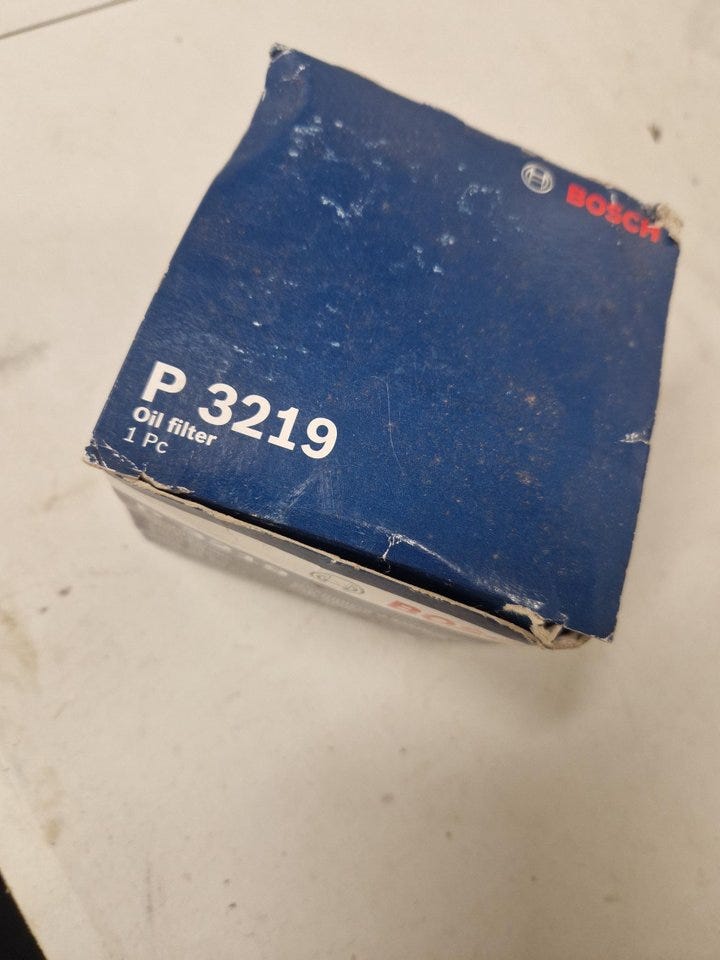 BOSCH
P 3219
Oil filter
1 Pc